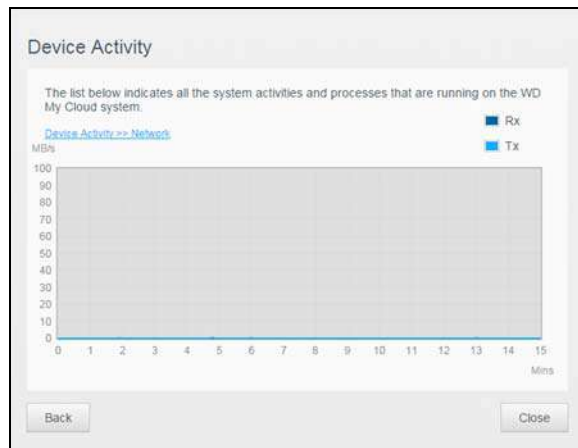 Device Activity
The list below indicates all the system activities and processes that are running on the WD
My Cloud system.
Rx
Device Activity >> Network
Tx
MB/s
100
90
80
70
60
50
40
30
20
10
0
0 1 2 3 4 5 6 7 8 9 10 11 12 13 14 15
Mins
Back Close